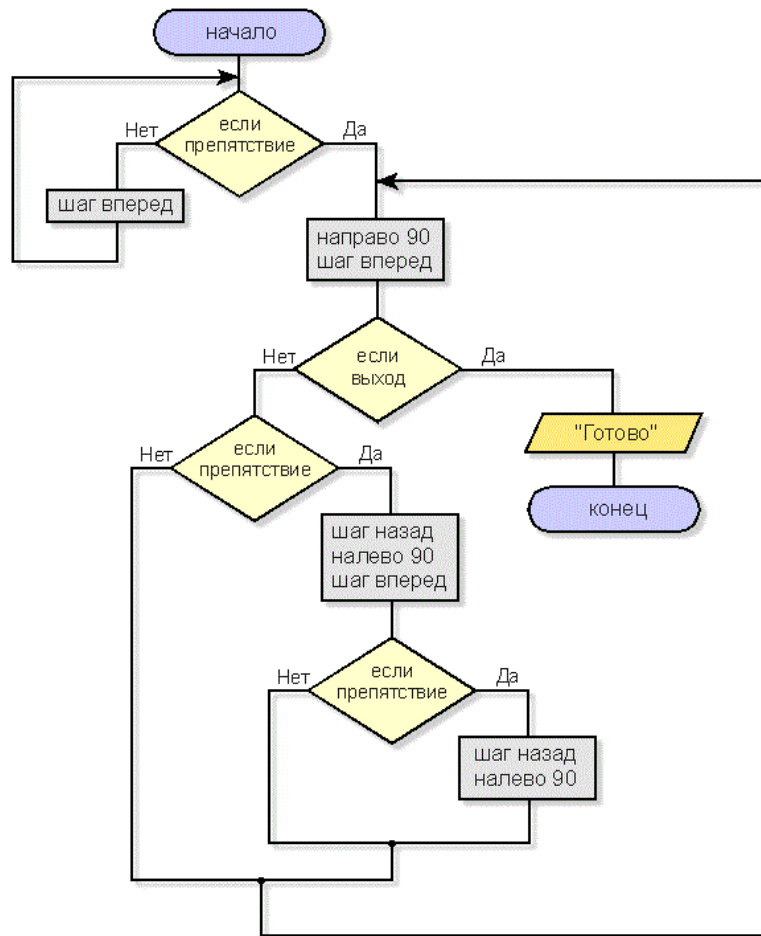 начало
если
препятствие
Нет
Да
шаг вперед
направо 90
шаг вперед
если
выход
Нет
Да
"Готово"
конец
если
препятствие
Нет
Да
шаг назад
налево 90
шаг вперед
если
препятствие
Нет
Да
шаг назад
налево 90